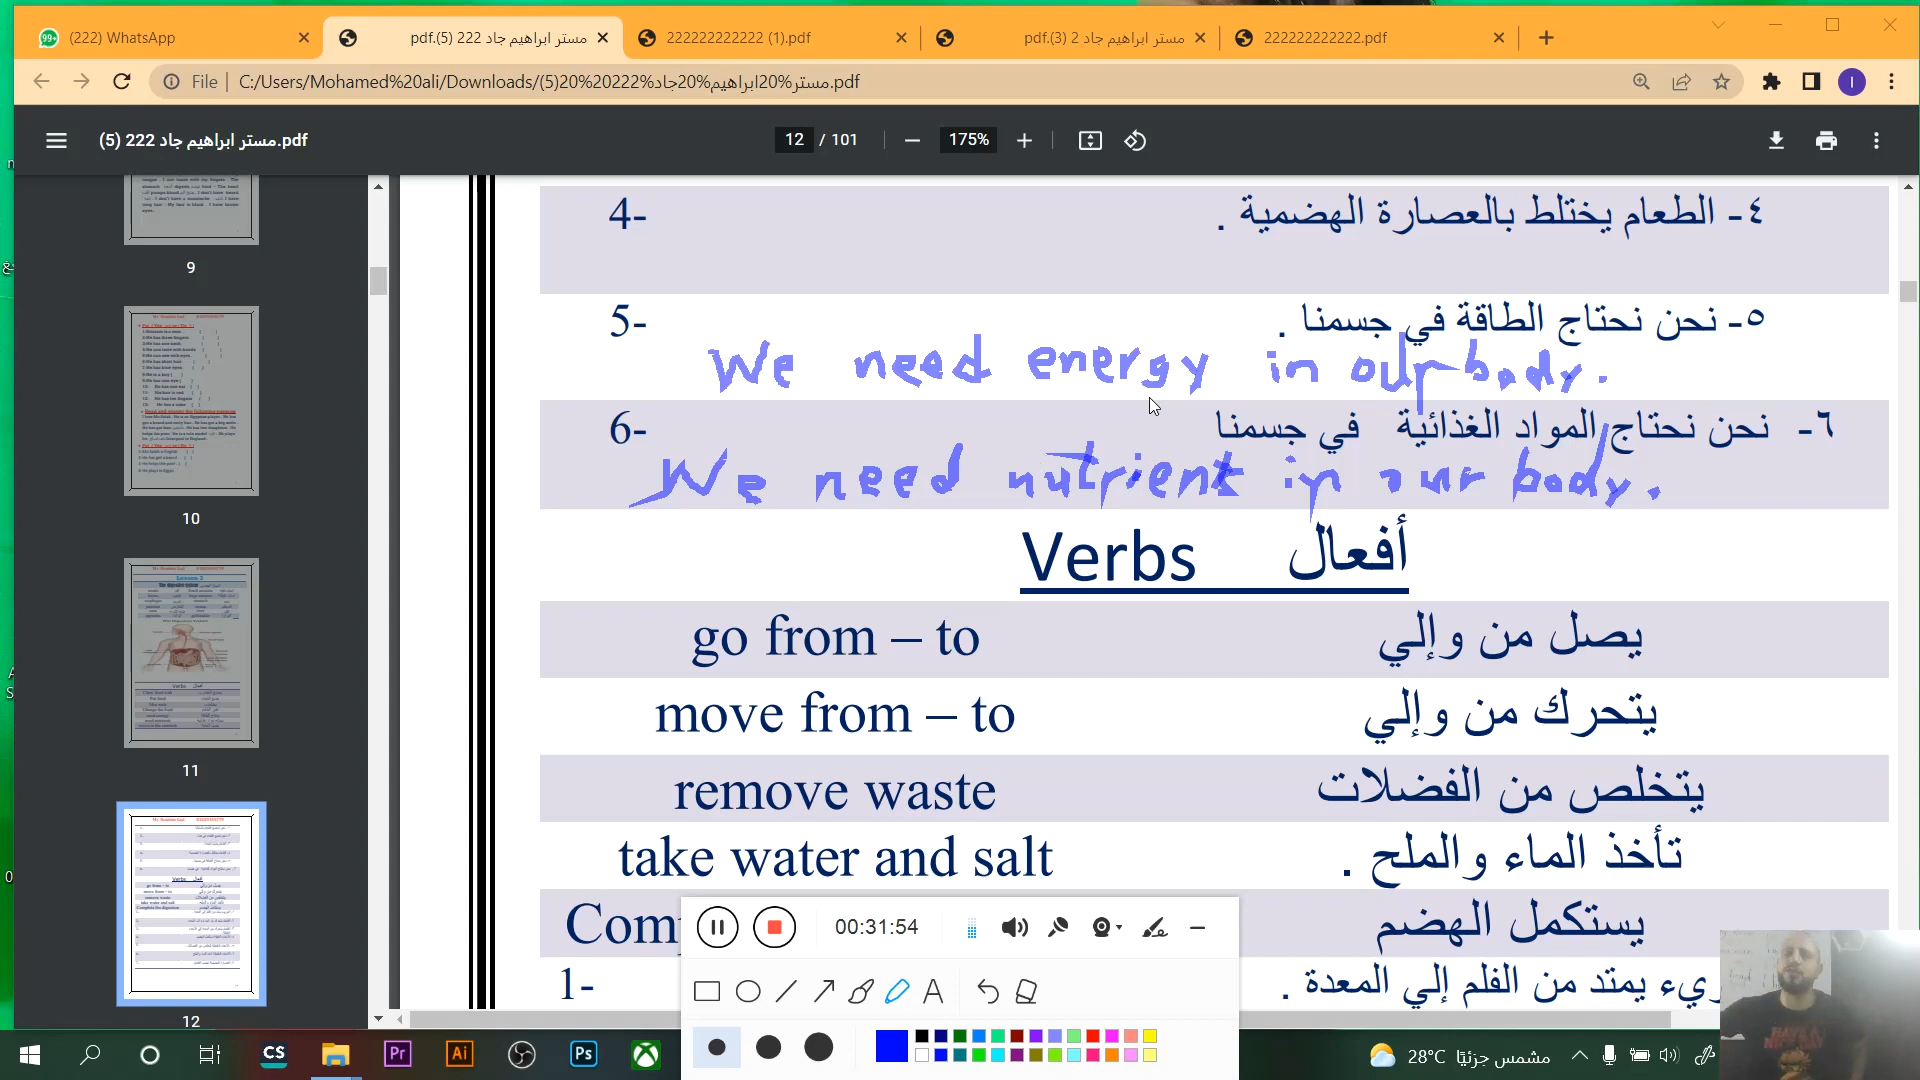 (222) WhatsApp
مستر ابراهيم جاد 222 (5).pdf
222222222222 (1).pdf
مستر ابراهيم جاد 2 (3).pdf
222222222222.pdf
File
C:/Users/Mohamed%20ali/Downloads/(5)20%20222%مستر%20ابراهيم%20جاد.pdf
مستر ابراهيم جاد 222 (5).pdf
12 / 101
175%
9
10
11
12
4- ٤- الطعام يختلط بالعصارة الهضمية .
5- ٥- نحن نحتاج الطاقة في جسمنا .
We need energy in our body.
6- ٦- نحن نحتاج المواد الغذائية في جسمنا
We need nutrient in our body.
Verbs أفعال
go from – to يصل من وإلي
move from – to يتحرك من وإلي
remove waste يتخلص من الفضلات
take water and salt تأخذ الماء والملح .
Com يستكمل الهضم
1- ريء يمتد من الفلم إلي المعدة .
00:31:54
28°C مشمس جزئيًا